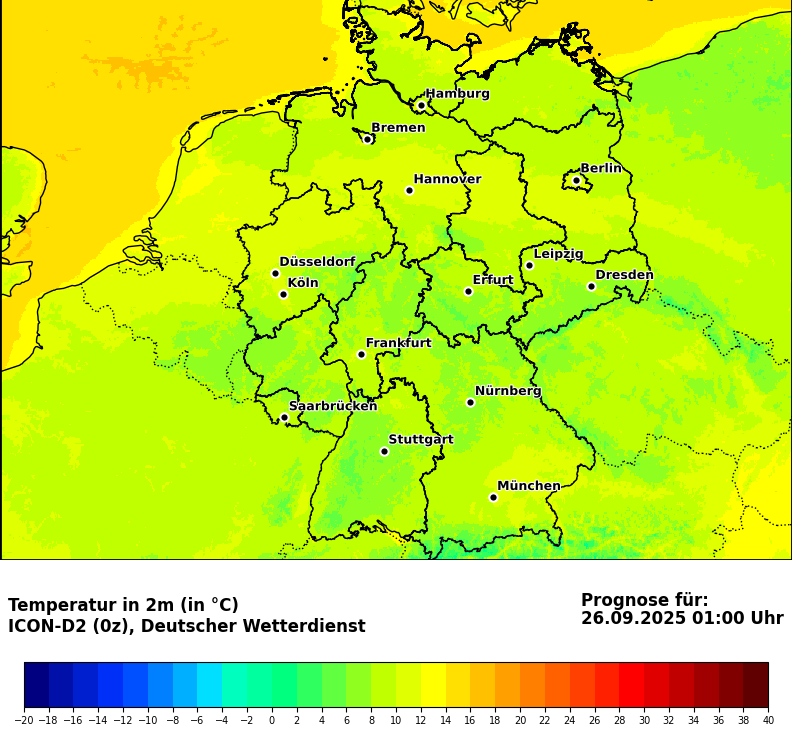 Hamburg
Bremen
Berlin
Hannover
Leipzig
Düsseldorf
Dresden
Köln
Erfurt
Frankfurt
Nürnberg
Saarbrücken
Stuttgart
München
Temperatur in 2m (in °C)
ICON-D2 (0z), Deutscher Wetterdienst
Prognose für:
26.09.2025 01:00 Uhr
−20 −18 −16 −14 −12 −10 −8 −6 −4 −2 0 2 4 6 8 10 12 14 16 18 20 22 24 26 28 30 32 34 36 38 40